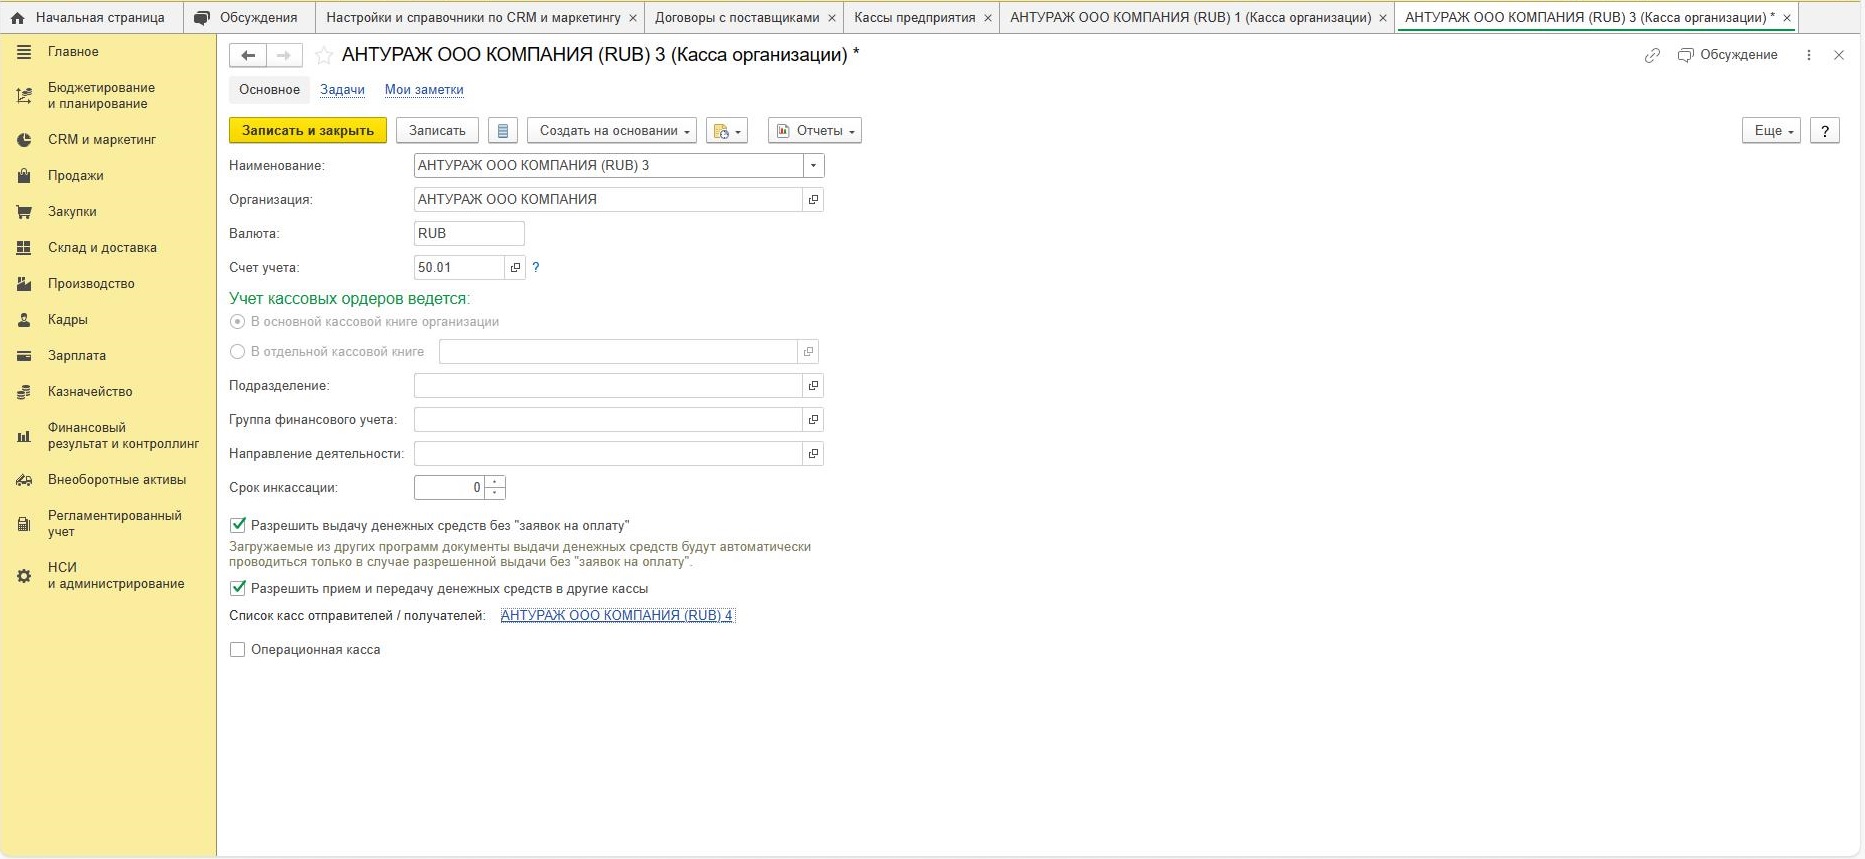 Начальная страница
Обсуждения
Настройки и справочники по CRM и маркетингу
Договоры с поставщиками
Кассы предприятия
АНТУРАЖ ООО КОМПАНИЯ (RUB) 1 (Касса организации)
АНТУРАЖ ООО КОМПАНИЯ (RUB) 3 (Касса организации) *
Главное
Бюджетирование
и планирование
CRM и маркетинг
Продажи
Закупки
Склад и доставка
Производство
Кадры
Зарплата
Казначейство
Финансовый
результат и контроллинг
Внеоборотные активы
Регламентированный
учет
НСИ
и администрирование
АНТУРАЖ ООО КОМПАНИЯ (RUB) 3 (Касса организации) *
Обсуждение
Основное Задачи Мои заметки
Записать и закрыть Записать Создать на основании Отчеты Еще ?
Наименование: АНТУРАЖ ООО КОМПАНИЯ (RUB) 3
Организация: АНТУРАЖ ООО КОМПАНИЯ
Валюта: RUB
Счет учета: 50.01 ?
Учет кассовых ордеров ведется:
В основной кассовой книге организации
В отдельной кассовой книге
Подразделение:
Группа финансового учета:
Направление деятельности:
Срок инкассации: 0
Разрешить выдачу денежных средств без "заявок на оплату"
Загружаемые из других программ документы выдачи денежных средств будут автоматически
проводиться только в случае разрешенной выдачи без "заявок на оплату".
Разрешить прием и передачу денежных средств в другие кассы
Список касс отправителей / получателей: АНТУРАЖ ООО КОМПАНИЯ (RUB) 4
Операционная касса